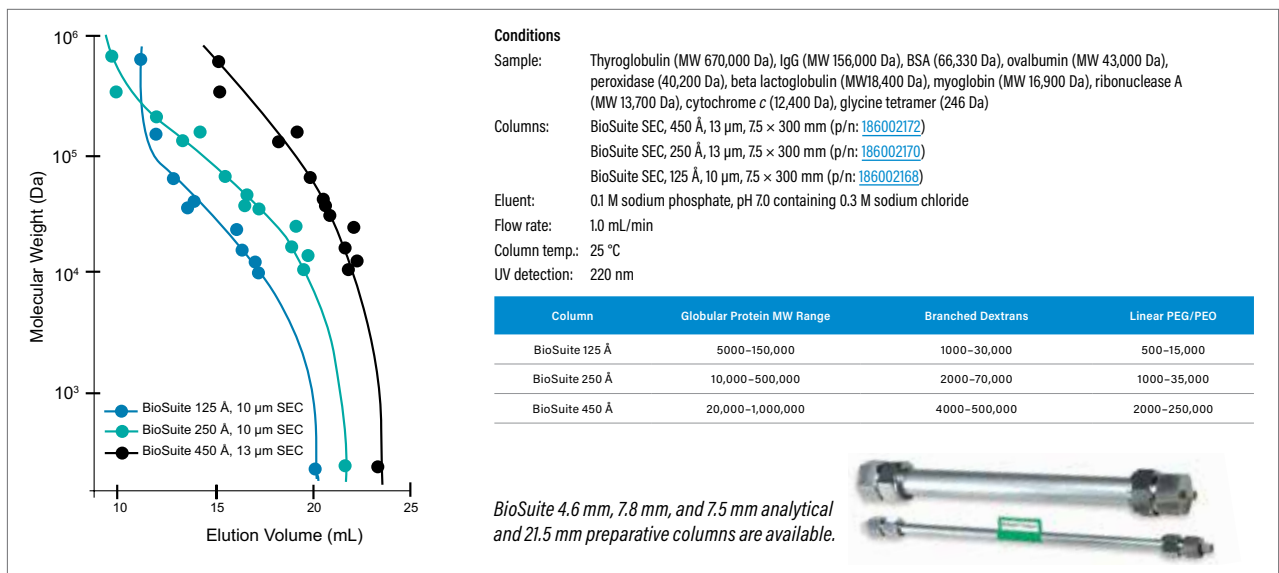 10⁶
10⁵
10⁴
10³
Molecular Weight (Da)
BioSuite 125 Å, 10 µm SEC
BioSuite 250 Å, 10 µm SEC
BioSuite 450 Å, 13 µm SEC
10 15 20 25
Elution Volume (mL)
Conditions
Sample: Thyroglobulin (MW 670,000 Da), IgG (MW 156,000 Da), BSA (66,330 Da), ovalbumin (MW 43,000 Da),
peroxidase (40,200 Da), beta lactoglobulin (MW18,400 Da), myoglobin (MW 16,900 Da), ribonuclease A
(MW 13,700 Da), cytochrome c (12,400 Da), glycine tetramer (246 Da)
Columns: BioSuite SEC, 450 Å, 13 µm, 7.5 × 300 mm (p/n: 186002172)
BioSuite SEC, 250 Å, 13 µm, 7.5 × 300 mm (p/n: 186002170)
BioSuite SEC, 125 Å, 10 µm, 7.5 × 300 mm (p/n: 186002168)
Eluent: 0.1 M sodium phosphate, pH 7.0 containing 0.3 M sodium chloride
Flow rate: 1.0 mL/min
Column temp.: 25 °C
UV detection: 220 nm
Column Globular Protein MW Range Branched Dextrans Linear PEG/PEO
BioSuite 125 Å 5000–150,000 1000–30,000 500–15,000
BioSuite 250 Å 10,000–500,000 2000–70,000 1000–35,000
BioSuite 450 Å 20,000–1,000,000 4000–500,000 2000–250,000
BioSuite 4.6 mm, 7.8 mm, and 7.5 mm analytical
and 21.5 mm preparative columns are available.